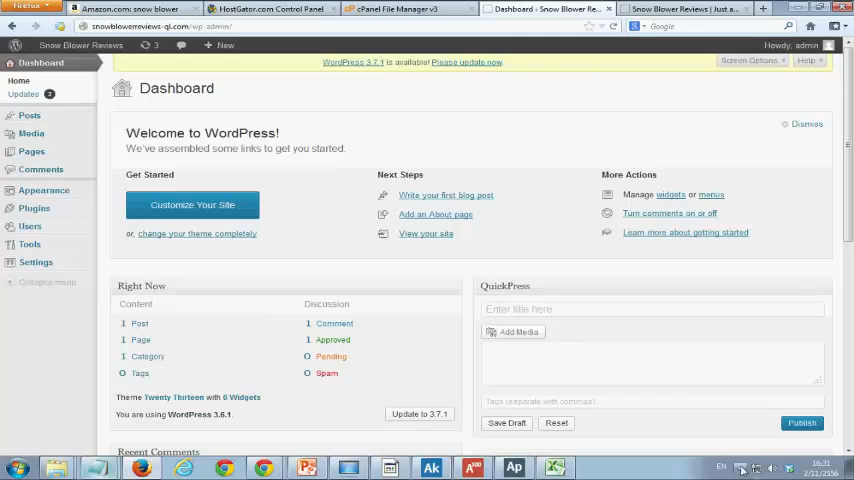 Firefox
Amazon.com: snow blower
HostGator.com Control Panel
cPanel File Manager v3
Dashboard ‹ Snow Blower Re...
Snow Blower Reviews | Just a...
snowblowerreviews-ql.com/wp-admin/
Google
Snow Blower Reviews
3
0
+ New
Howdy, admin
Dashboard
WordPress 3.7.1 is available! Please update now.
Screen Options
Help
Home
Updates 3
Dashboard
Posts
Media
Pages
Comments
Appearance
Plugins
Users
Tools
Settings
Collapse menu
Dismiss
Welcome to WordPress!
We've assembled some links to get you started.
Get Started
Customize Your Site
or, change your theme completely
Next Steps
Write your first blog post
Add an About page
View your site
More Actions
Manage widgets or menus
Turn comments on or off
Learn more about getting started
Right Now
Content
Discussion
1 Post
1 Comment
1 Page
1 Approved
1 Category
0 Pending
0 Tags
0 Spam
Theme Twenty Thirteen with 6 Widgets
You are using WordPress 3.6.1.
Update to 3.7.1
Recent Comments
QuickPress
Enter title here
Add Media
Tags (separate with commas)
Save Draft
Reset
Publish
Ak
A
Ap
EN
16:31
2/11/2556